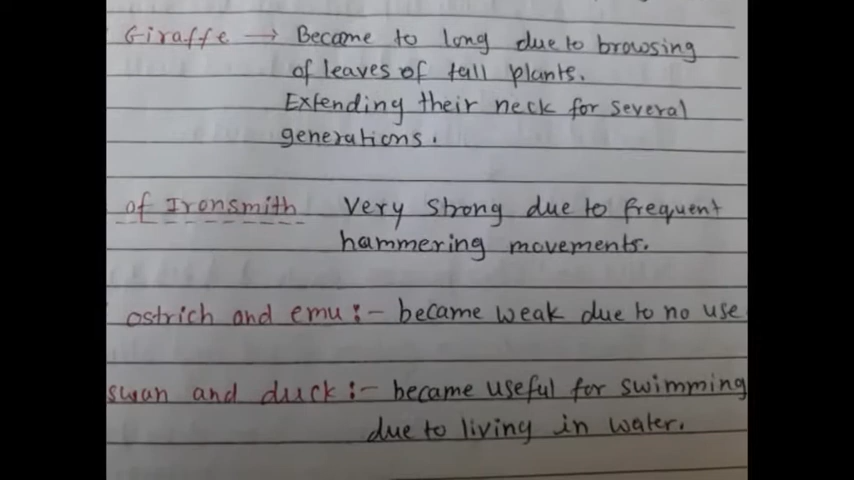 Giraffe → Became to long due to browsing
of leaves of tall plants.
Extending their neck for several
generations.
of Ironsmith Very strong due to frequent
hammering movements.
ostrich and emu :- became weak due to no use
swan and duck :- became useful for swimming
due to living in water.